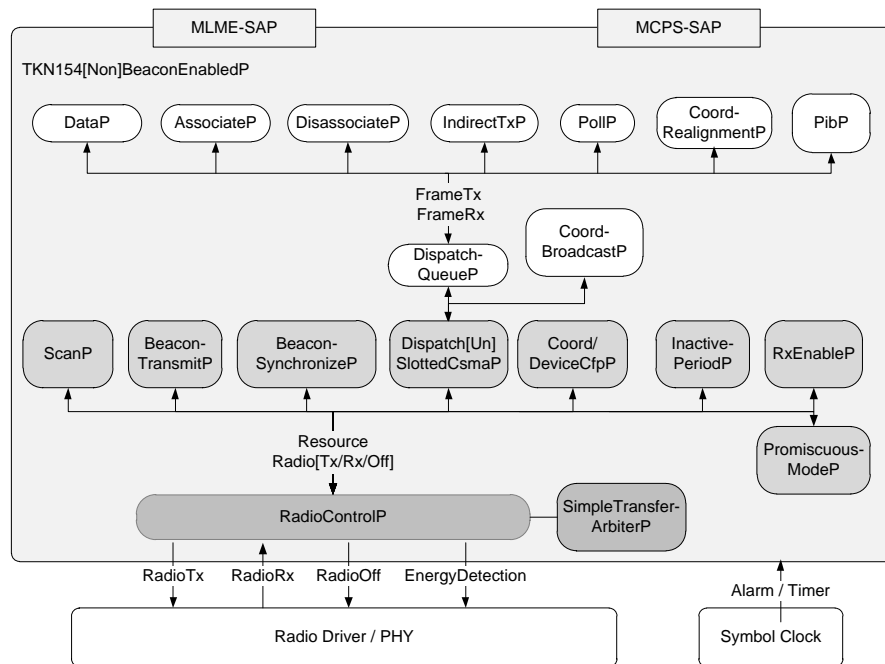 MLME-SAP
MCPS-SAP
TKN154[Non]BeaconEnabledP
DataP
AssociateP
DisassociateP
IndirectTxP
PollP
Coord-
RealignmentP
PibP
FrameTx
FrameRx
Dispatch-
QueueP
Coord-
BroadcastP
ScanP
Beacon-
TransmitP
Beacon-
SynchronizeP
Dispatch[Un]
SlottedCsmaP
Coord/
DeviceCfpP
Inactive-
PeriodP
RxEnableP
Resource
Radio[Tx/Rx/Off]
Promiscuous-
ModeP
RadioControlP
SimpleTransfer-
ArbiterP
RadioTx
RadioRx
RadioOff
EnergyDetection
Alarm / Timer
Radio Driver / PHY
Symbol Clock